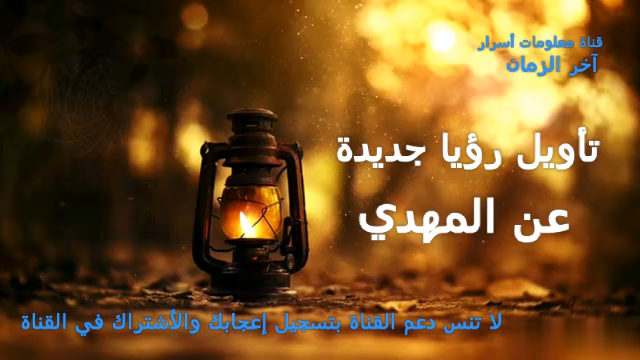 قناة معلومات أسرار
آخر الزمان
تأويل رؤيا جديدة
عن المهدي
لا تنس دعم القناة بتسجيل إعجابك والأشتراك في القناة